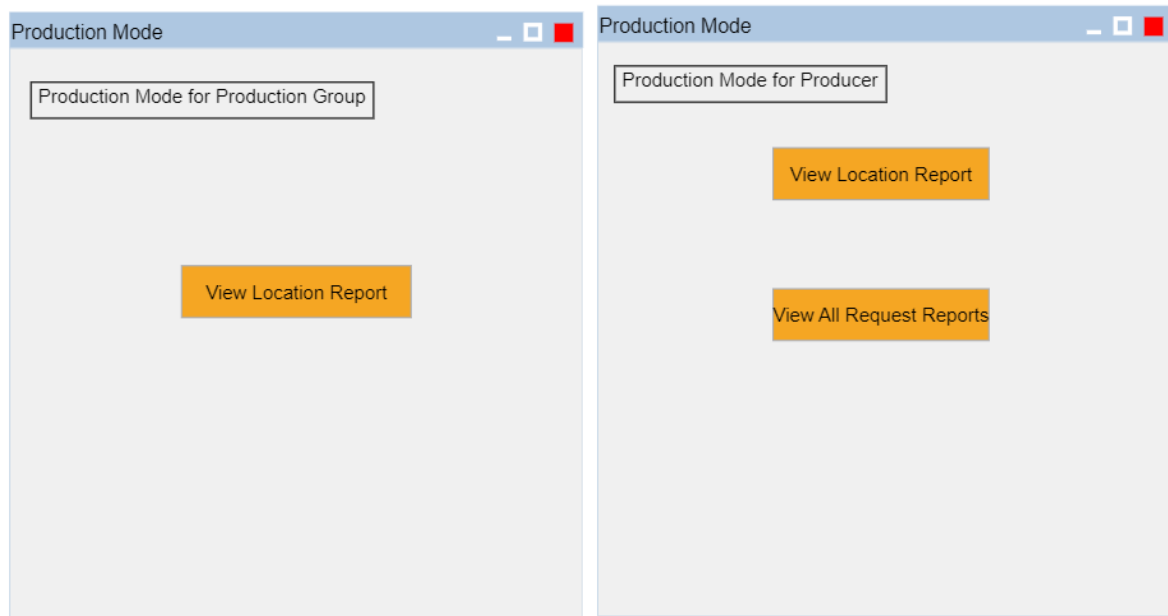 Production Mode
Production Mode for Production Group
View Location Report
Production Mode
Production Mode for Producer
View Location Report
View All Request Reports